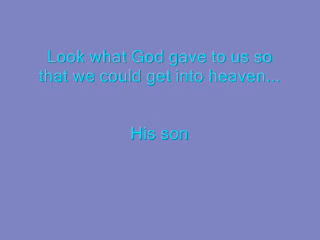 Look what God gave to us so
that we could get into heaven...
His son